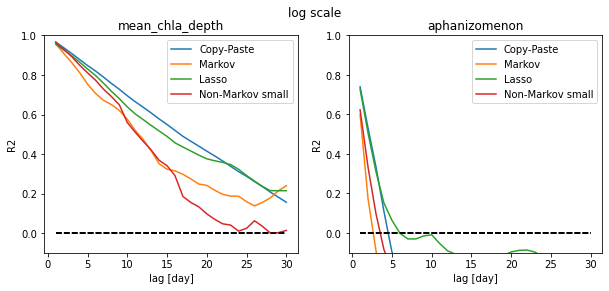 log scale
mean_chla_depth
1.0
0.8
0.6
0.4
0.2
0.0
R2
0
5
10
15
20
25
30
lag [day]
Copy-Paste
Markov
Lasso
Non-Markov small
aphanizomenon
1.0
0.8
0.6
0.4
0.2
0.0
R2
0
5
10
15
20
25
30
lag [day]
Copy-Paste
Markov
Lasso
Non-Markov small